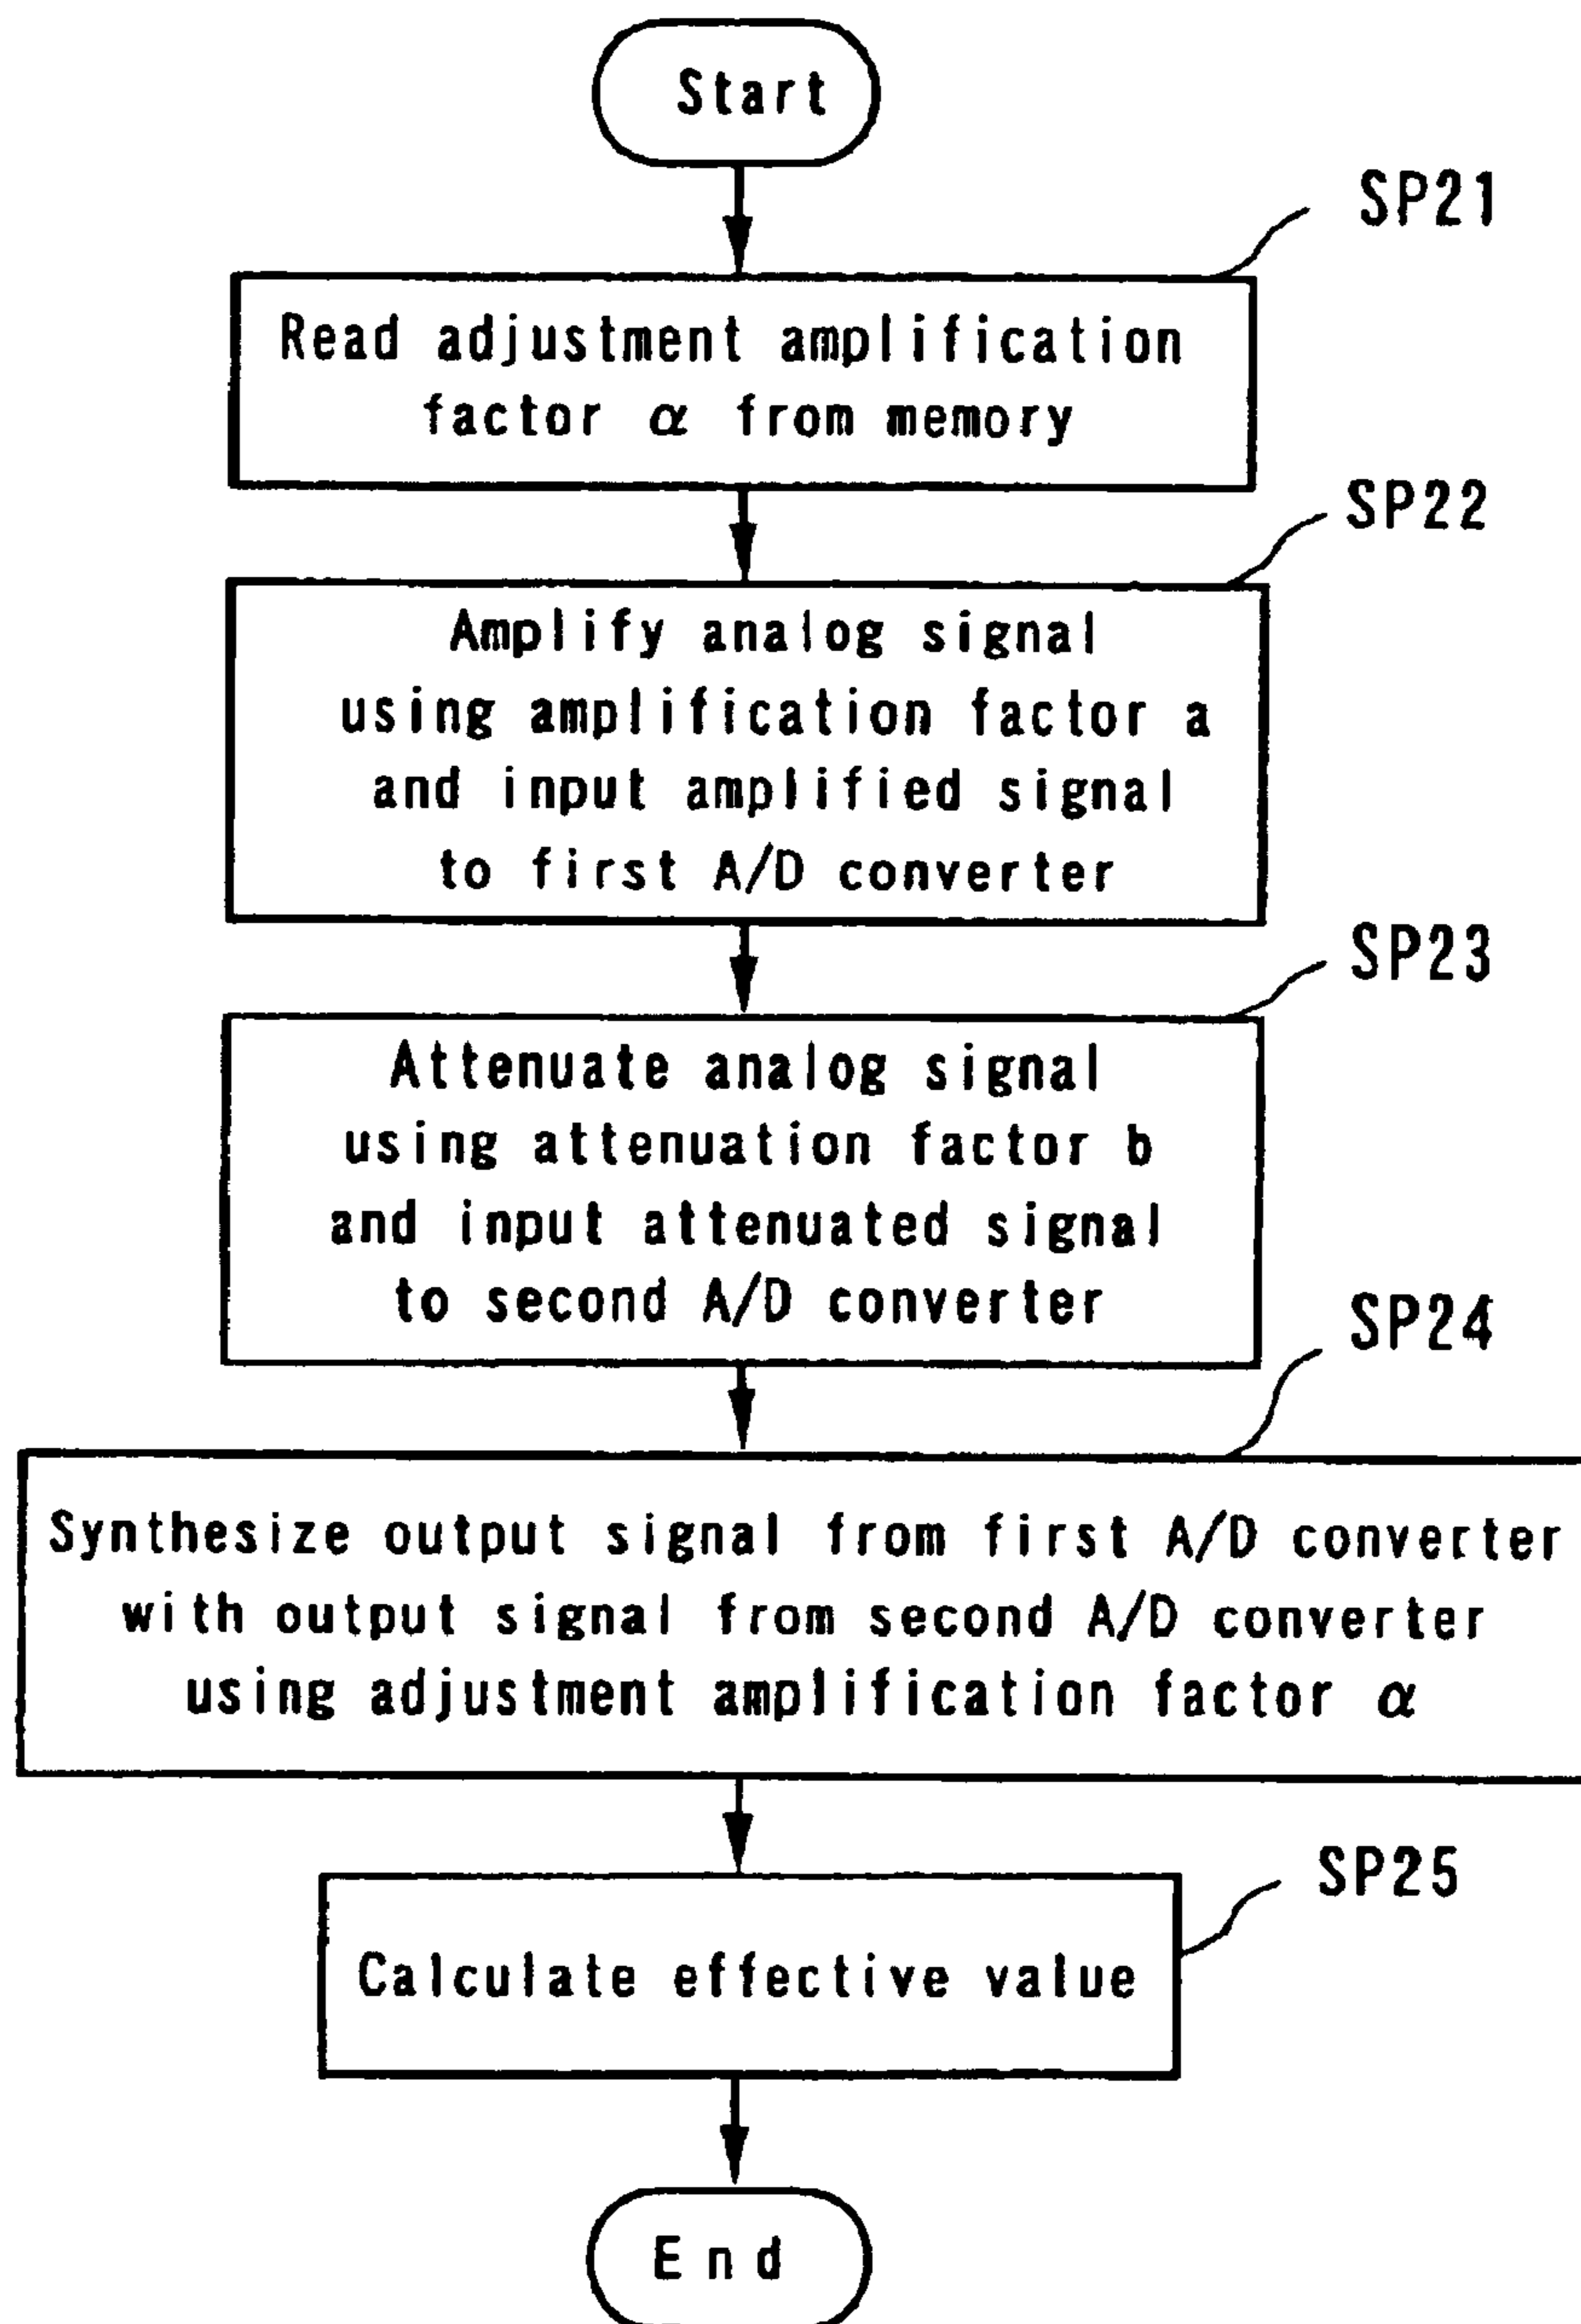 Start
SP21
Read adjustment amplification
factor α from memory
SP22
Amplify analog signal
using amplification factor a
and input amplified signal
to first A/D converter
SP23
Attenuate analog signal
using attenuation factor b
and input attenuated signal
to second A/D converter
SP24
Synthesize output signal from first A/D converter
with output signal from second A/D converter
using adjustment amplification factor α
SP25
Calculate effective value
End